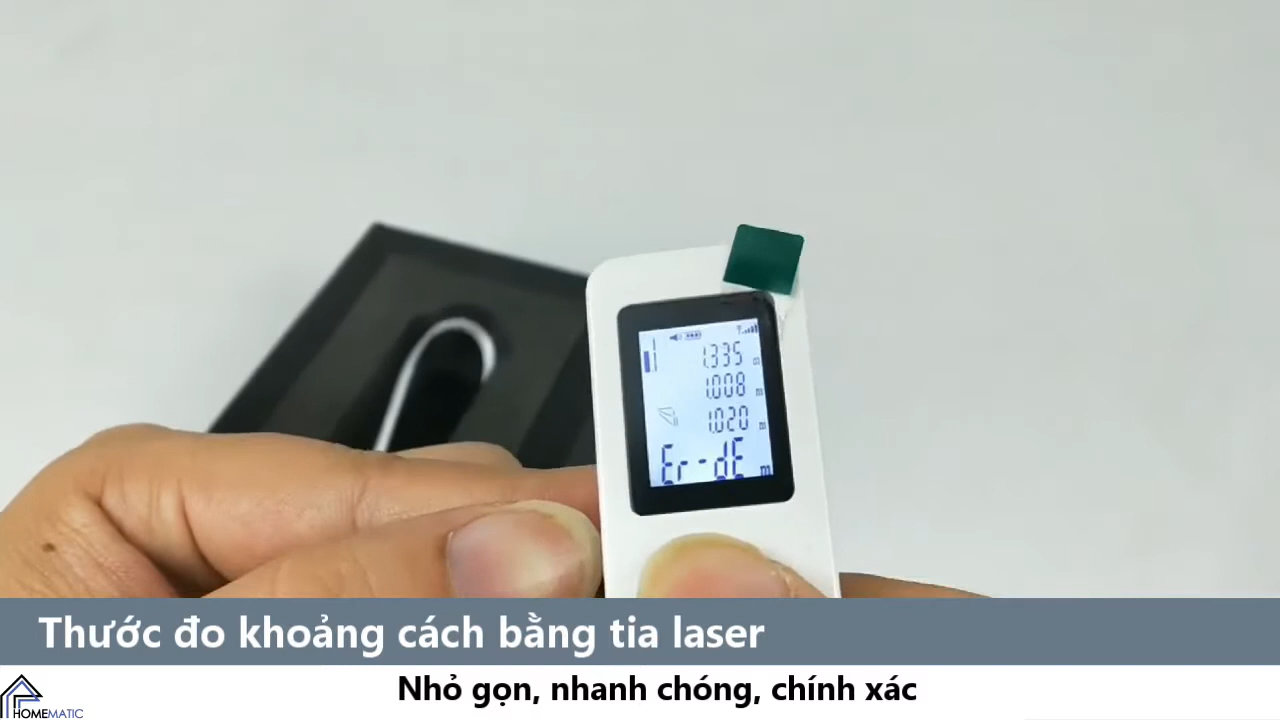 1.335 m
1.008 m
1.020 m
Er-dE m
Thước đo khoảng cách bằng tia laser
Nhỏ gọn, nhanh chóng, chính xác
HOMEMATIC